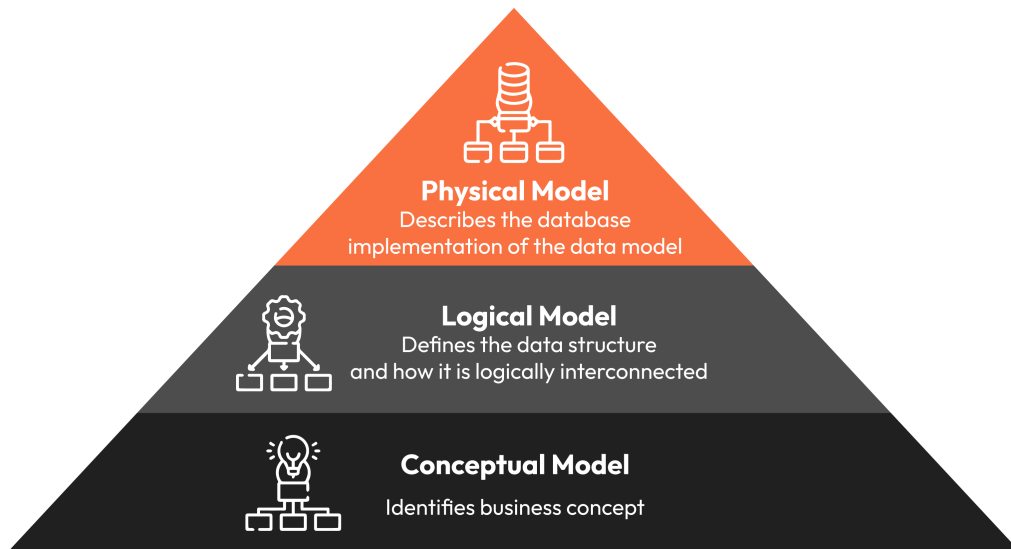 Physical Model
Describes the database
implementation of the data model
Logical Model
Defines the data structure
and how it is logically interconnected
Conceptual Model
Identifies business concept